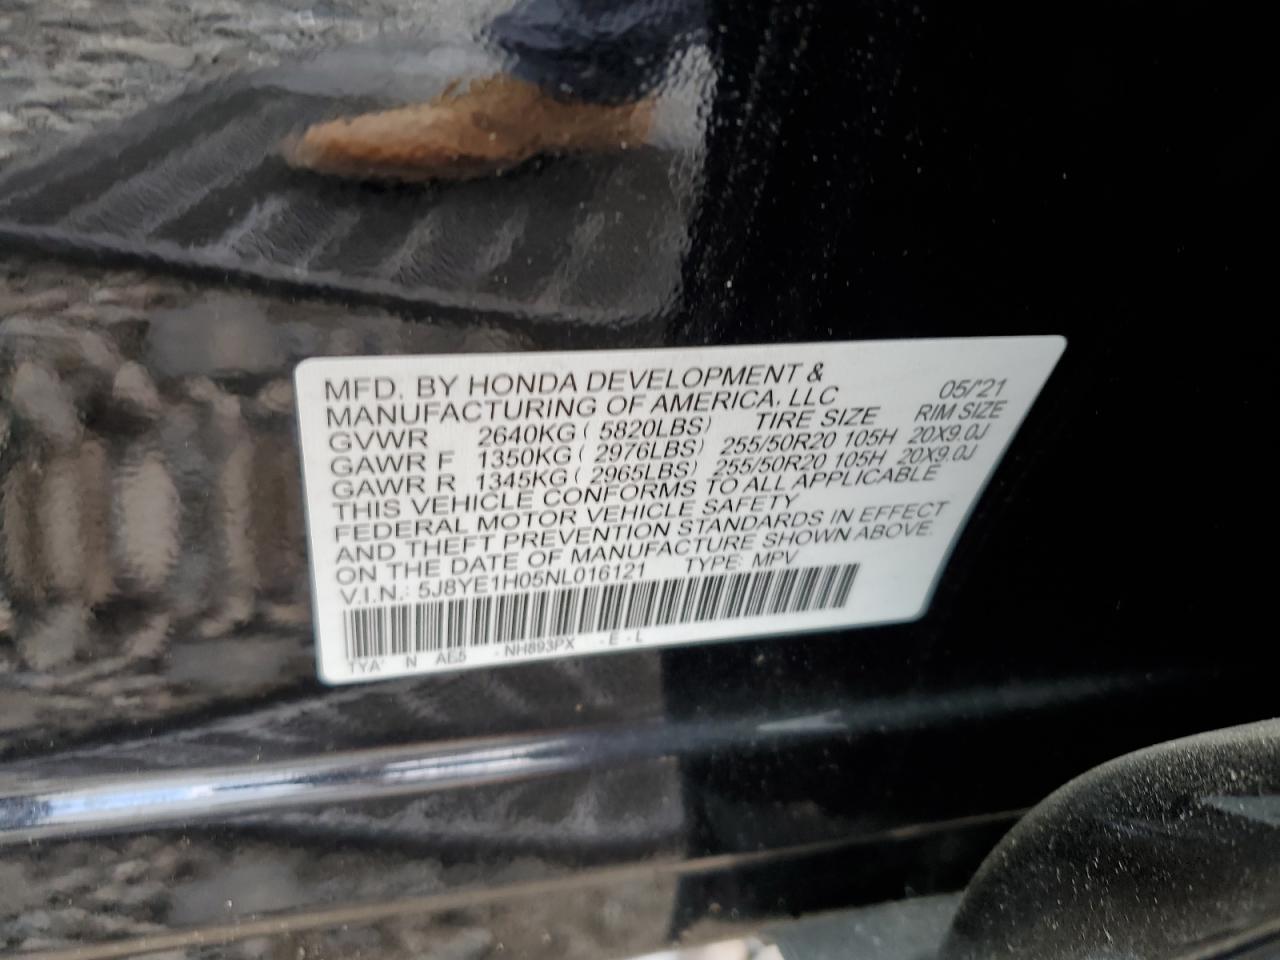 MFD. BY HONDA DEVELOPMENT & 05/'21
MANUFACTURING OF AMERICA, LLC
GVWR 2640KG ( 5820LBS) TIRE SIZE RIM SIZE
GAWR F 1350KG ( 2976LBS) 255/50R20 105H 20X9.0J
GAWR R 1345KG ( 2965LBS) 255/50R20 105H 20X9.0J
THIS VEHICLE CONFORMS TO ALL APPLICABLE
FEDERAL MOTOR VEHICLE SAFETY
AND THEFT PREVENTION STANDARDS IN EFFECT
ON THE DATE OF MANUFACTURE SHOWN ABOVE.
V.I.N.: 5J8YE1H05NL016121 TYPE: MPV
TYA' N AE5 -NH893PX -E-L